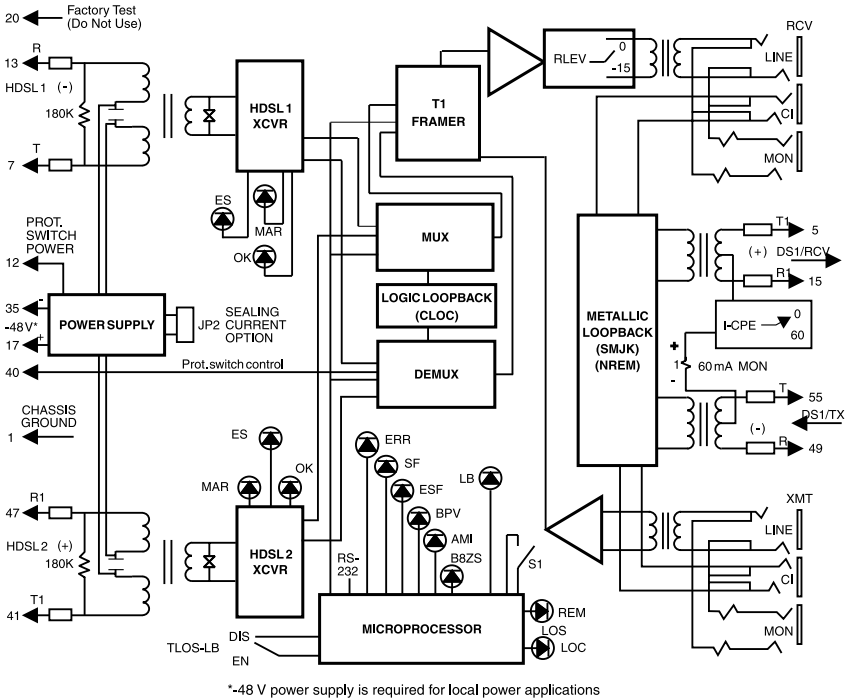 20
Factory Test
(Do Not Use)
13
R
HDSL 1 (-)
180K
7
T
HDSL 1
XCVR
ES
MAR
OK
PROT.
SWITCH
POWER
12
35
-
-48 V*
17
+
POWER SUPPLY
JP2
SEALING
CURRENT
OPTION
40
Prot.switch control
CHASSIS
GROUND
1
47
R1
HDSL 2 (+)
180K
41
T1
ES
MAR
OK
HDSL 2
XCVR
T1
FRAMER
MUX
LOGIC LOOPBACK
(CLOC)
DEMUX
RLEV
0
-15
RCV
LINE
CI
MON
METALLIC
LOOPBACK
(SMJK)
(NREM)
T1
5
(+)
DS1/RCV
R1
15
I-CPE
0
60
+
1
-
60 mA MON
T
55
DS1/TX
(-)
R
49
XMT
LINE
CI
MON
ERR
SF
ESF
BPV
AMI
B8ZS
LB
S1
RS-
232
MICROPROCESSOR
REM
LOS
LOC
TLOS-LB
DIS
EN
*-48 V power supply is required for local power applications